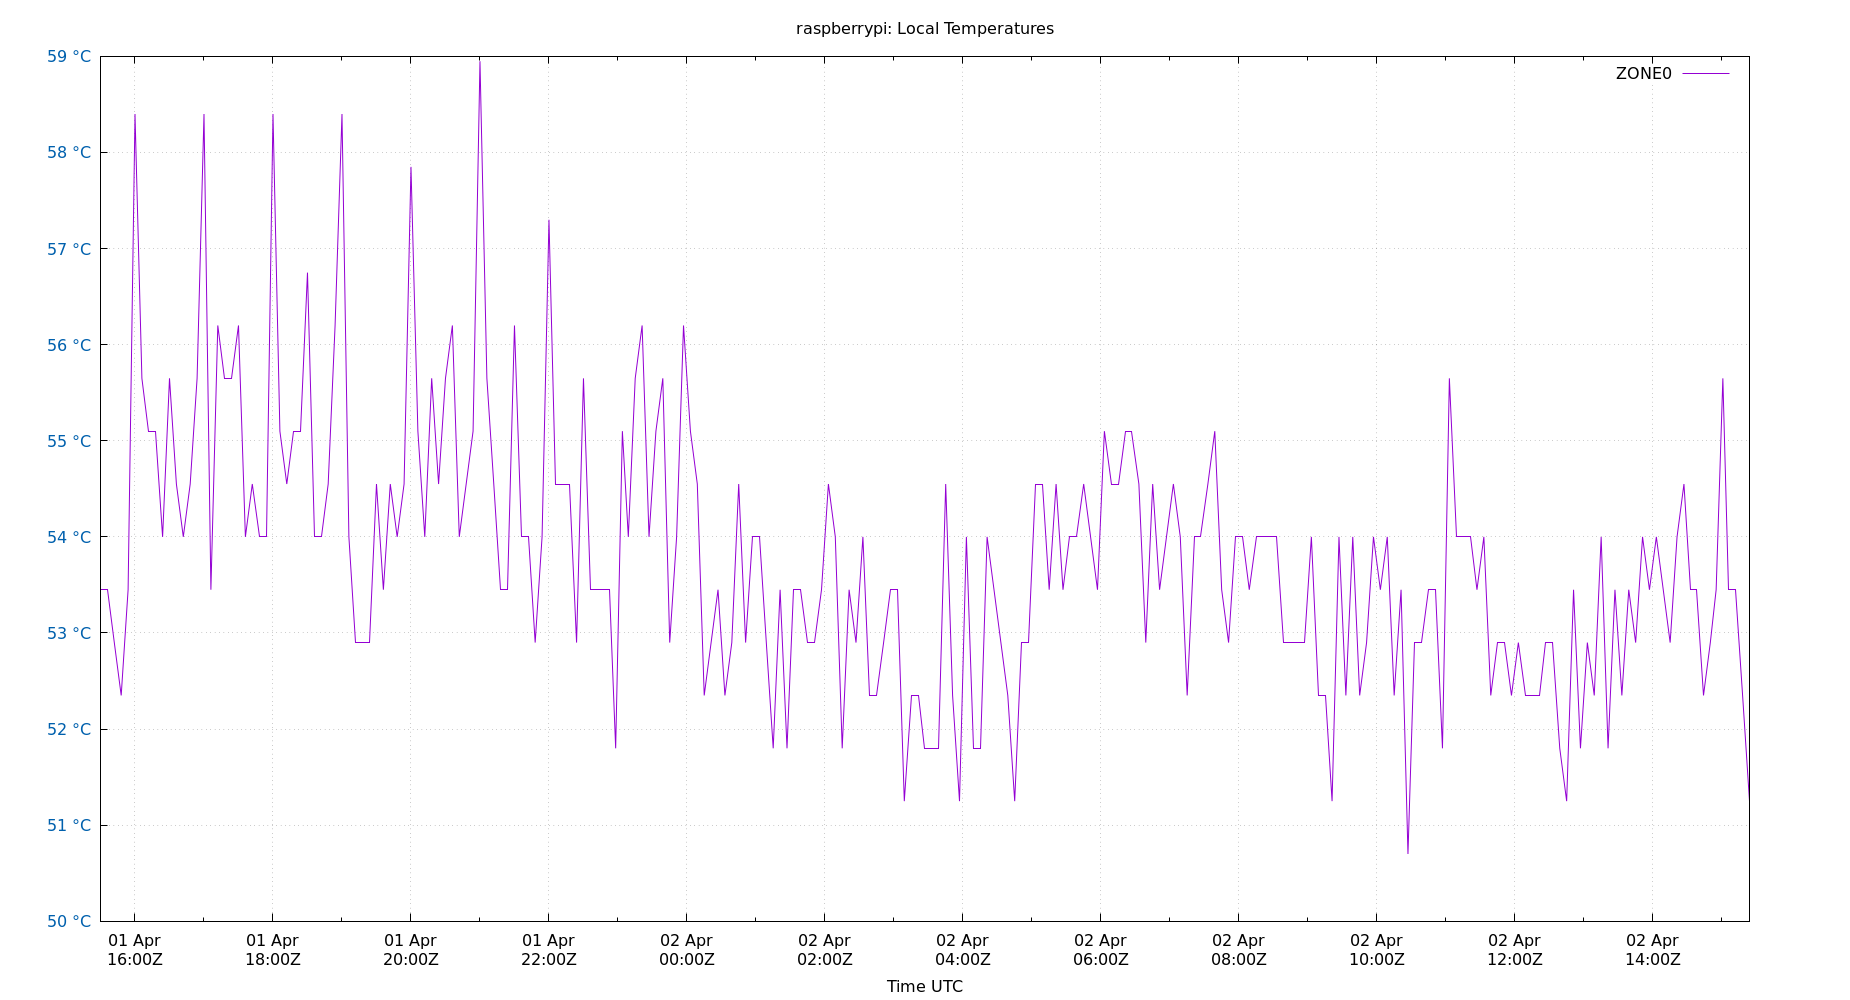 raspberrypi: Local Temperatures
ZONE0
59 °C
58 °C
57 °C
56 °C
55 °C
54 °C
53 °C
52 °C
51 °C
50 °C
01 Apr 01 Apr 01 Apr 01 Apr 02 Apr 02 Apr 02 Apr 02 Apr 02 Apr 02 Apr 02 Apr 02 Apr
16:00Z 18:00Z 20:00Z 22:00Z 00:00Z 02:00Z 04:00Z 06:00Z 08:00Z 10:00Z 12:00Z 14:00Z
Time UTC